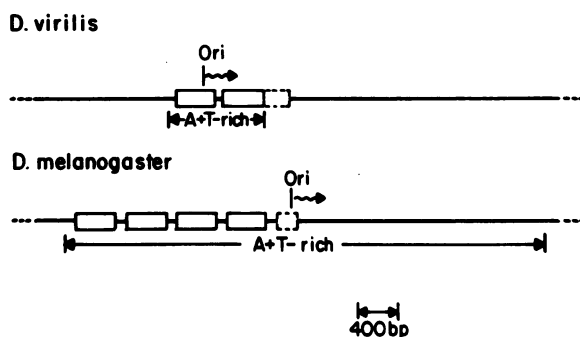 D. virilis
Ori
A+T-rich
D. melanogaster
Ori
A+T-rich
400bp